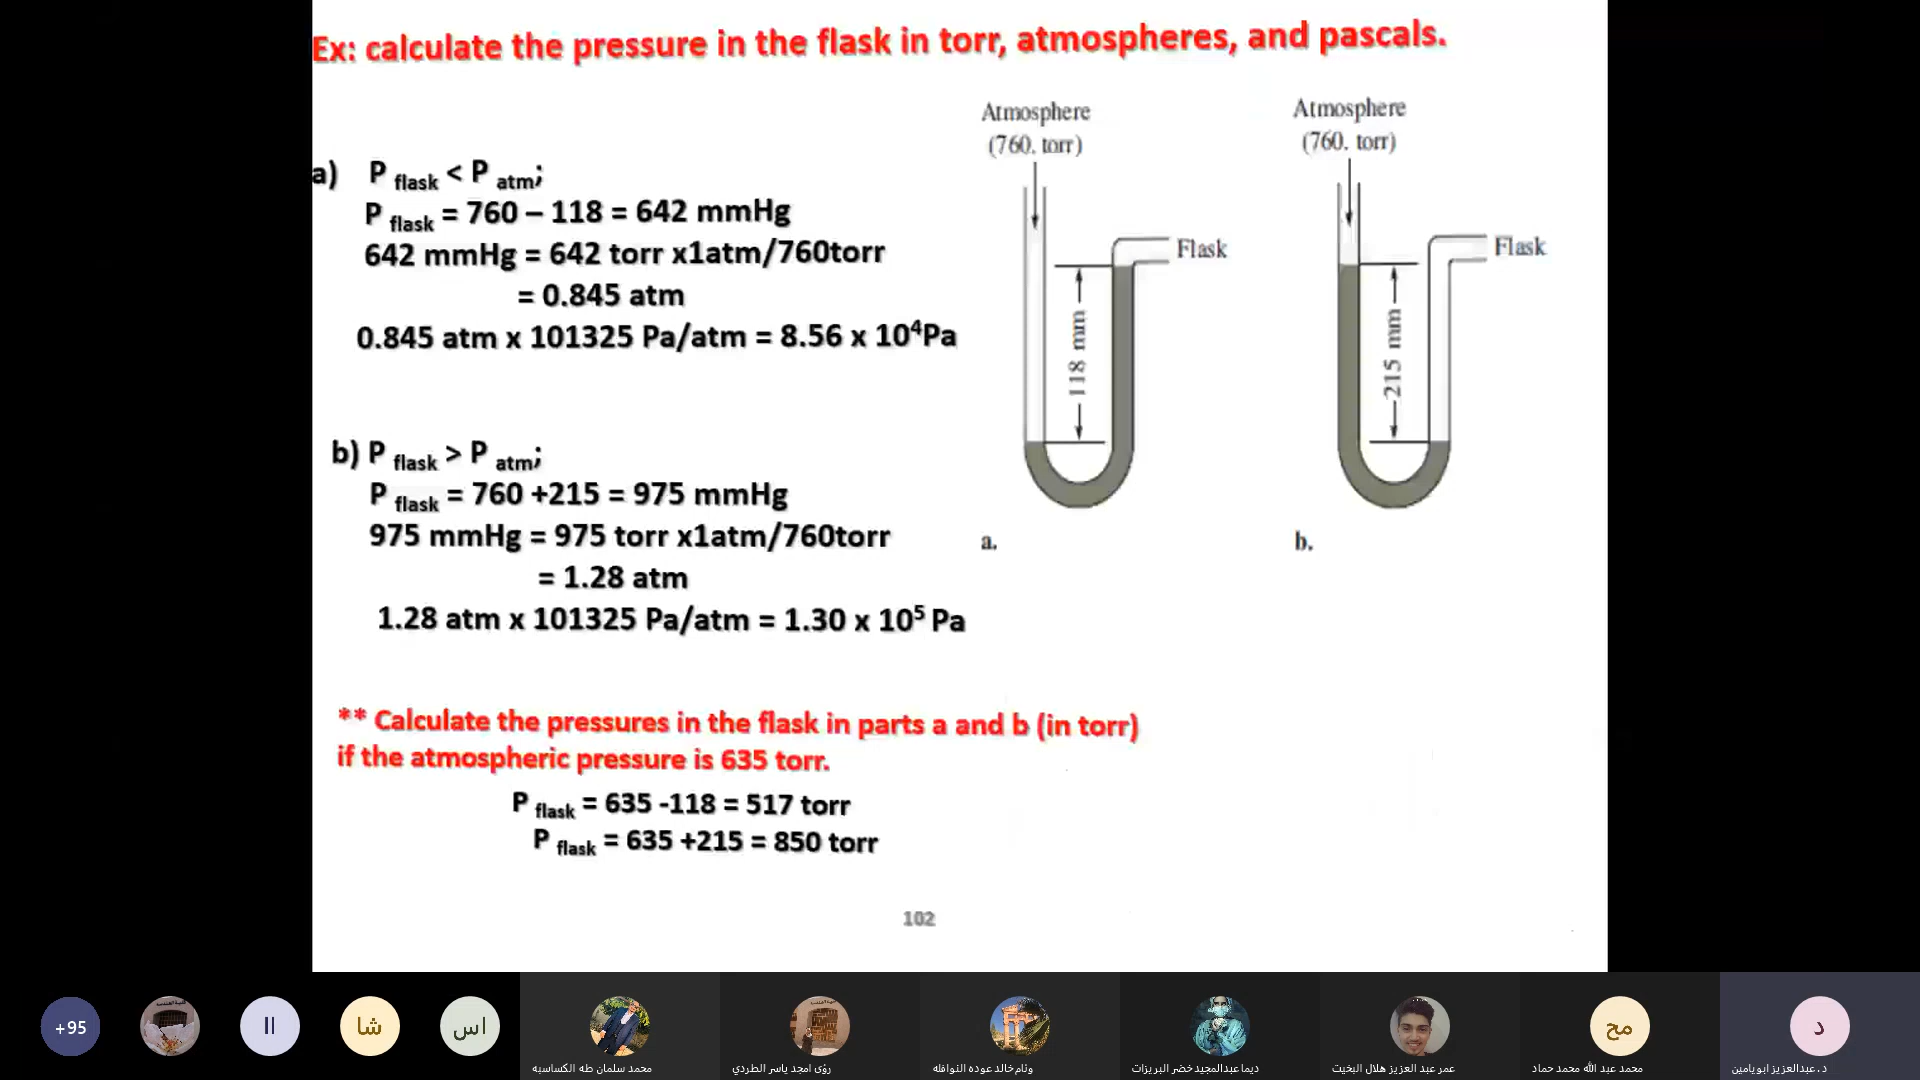 Ex: calculate the pressure in the flask in torr, atmospheres, and pascals.
a) P flask < P atm;
P flask = 760 – 118 = 642 mmHg
642 mmHg = 642 torr x1atm/760torr
= 0.845 atm
0.845 atm x 101325 Pa/atm = 8.56 x 10⁴Pa
b) P flask > P atm;
P flask = 760 +215 = 975 mmHg
975 mmHg = 975 torr x1atm/760torr
= 1.28 atm
1.28 atm x 101325 Pa/atm = 1.30 x 10⁵ Pa
Atmosphere
(760. torr)
Flask
118 mm
a.
Atmosphere
(760. torr)
Flask
215 mm
b.
** Calculate the pressures in the flask in parts a and b (in torr)
if the atmospheric pressure is 635 torr.
P flask = 635 -118 = 517 torr
P flask = 635 +215 = 850 torr
102
+95
اا
شا
اس
محمد سلمان طه الكساسبه
رؤى امجد ياسر الطردي
وئام خالد عوده النوافله
ديما عبدالمجيد خضر البريزات
عمر عبد العزيز هلال البخيت
مح
محمد عبد الله محمد حماد
د
د.عبدالعزيز ابويامين